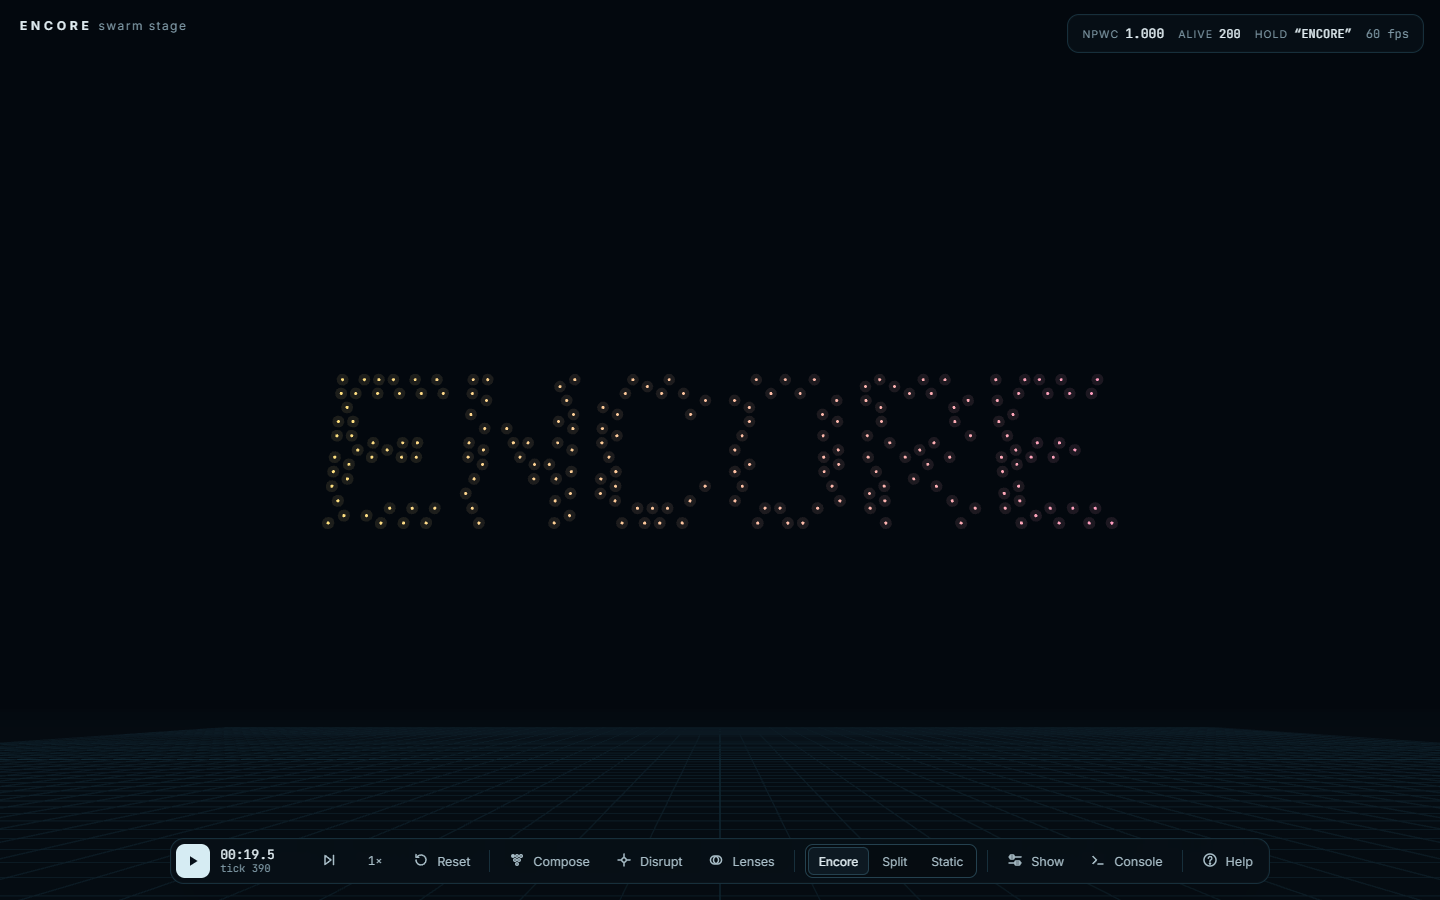 ENCORE swarm stage
NPWC 1.000 ALIVE 200 HOLD “ENCORE” 60 fps
ENCORE
00:19.5
tick 390
1× Reset Compose Disrupt Lenses Encore Split Static Show Console Help